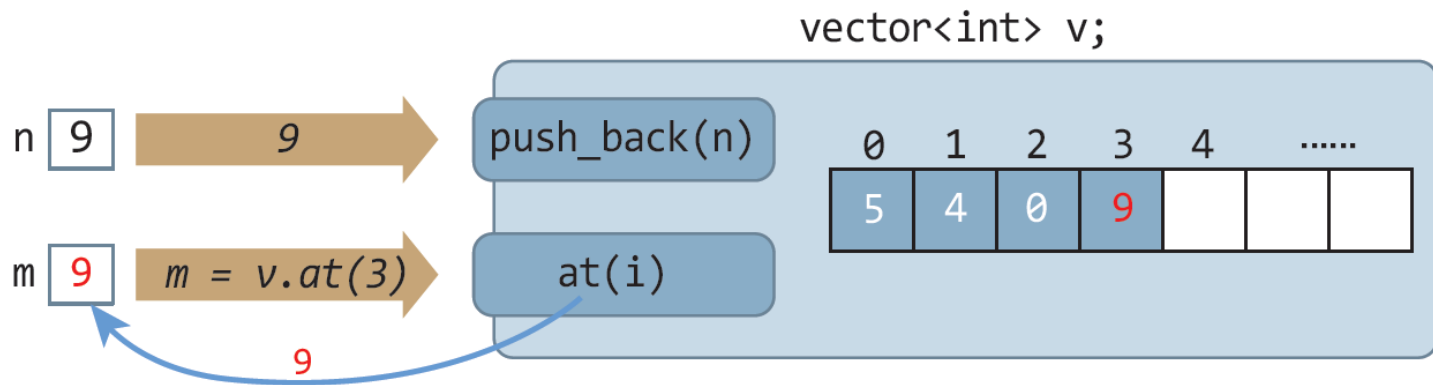 vector<int> v;
n 9 9 push_back(n)
0 1 2 3 4 ……
5 4 0 9
m 9 m = v.at(3) at(i)
9